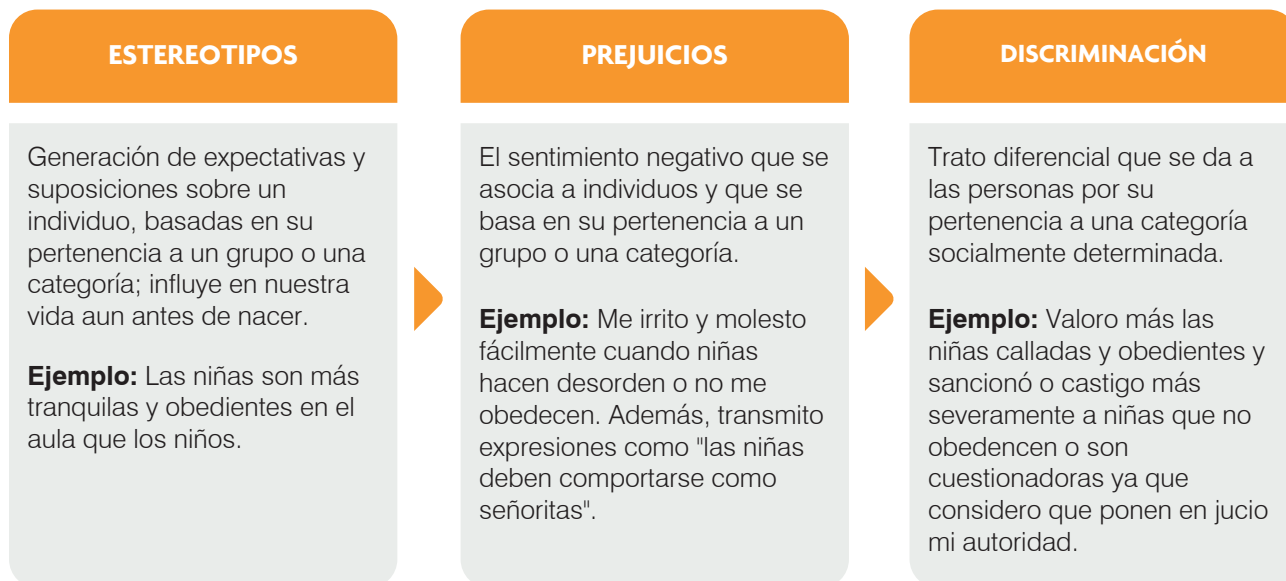 ESTEREOTIPOS
Generación de expectativas y
suposiciones sobre un
individuo, basadas en su
pertenencia a un grupo o una
categoría; influye en nuestra
vida aun antes de nacer.
Ejemplo: Las niñas son más
tranquilas y obedientes en el
aula que los niños.
PREJUICIOS
El sentimiento negativo que se
asocia a individuos y que se
basa en su pertenencia a un
grupo o una categoría.
Ejemplo: Me irrito y molesto
fácilmente cuando niñas
hacen desorden o no me
obedecen. Además, transmito
expresiones como "las niñas
deben comportarse como
señoritas".
DISCRIMINACIÓN
Trato diferencial que se da a
las personas por su
pertenencia a una categoría
socialmente determinada.
Ejemplo: Valoro más las
niñas calladas y obedientes y
sancionó o castigo más
severamente a niñas que no
obedencen o son
cuestionadoras ya que
considero que ponen en jucio
mi autoridad.